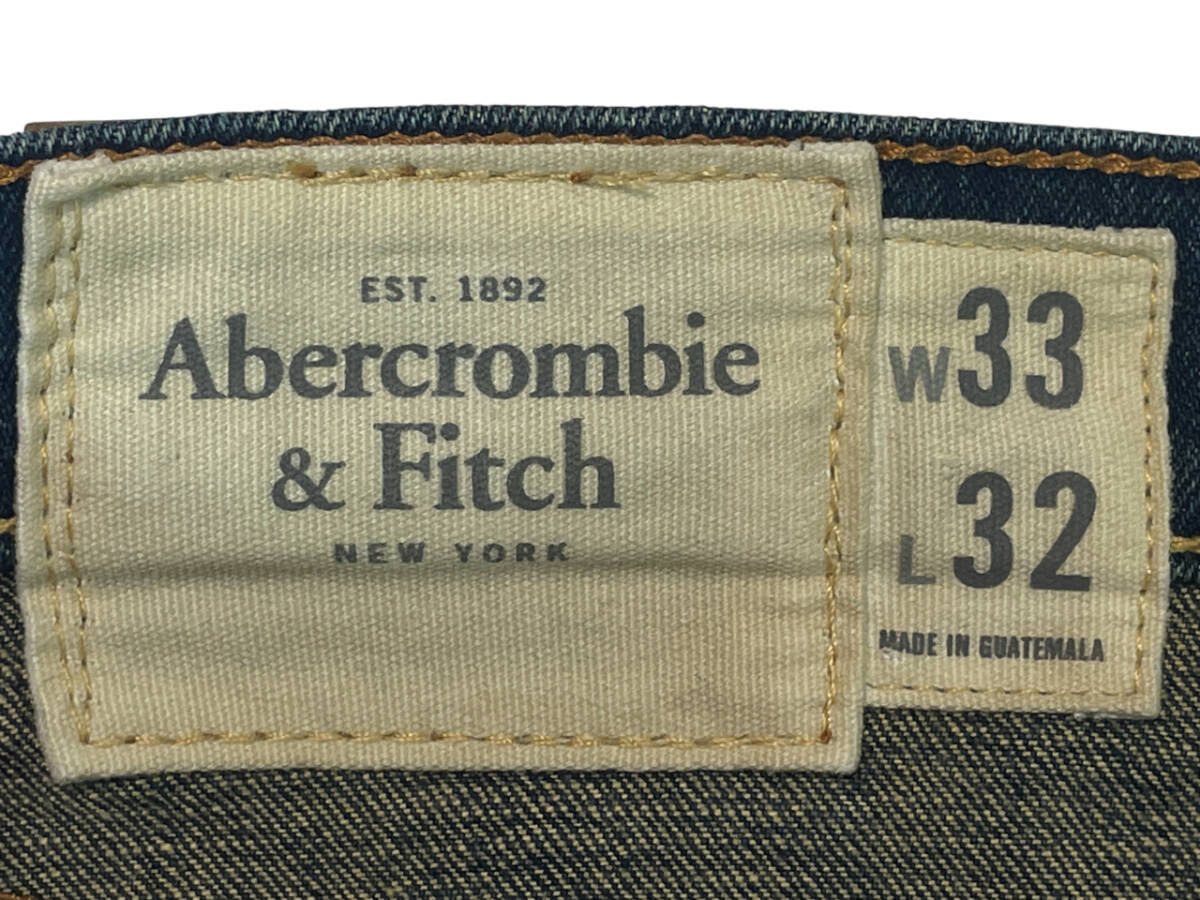 EST. 1892
Abercrombie
& Fitch
NEW YORK
W33
L32
MADE IN GUATEMALA